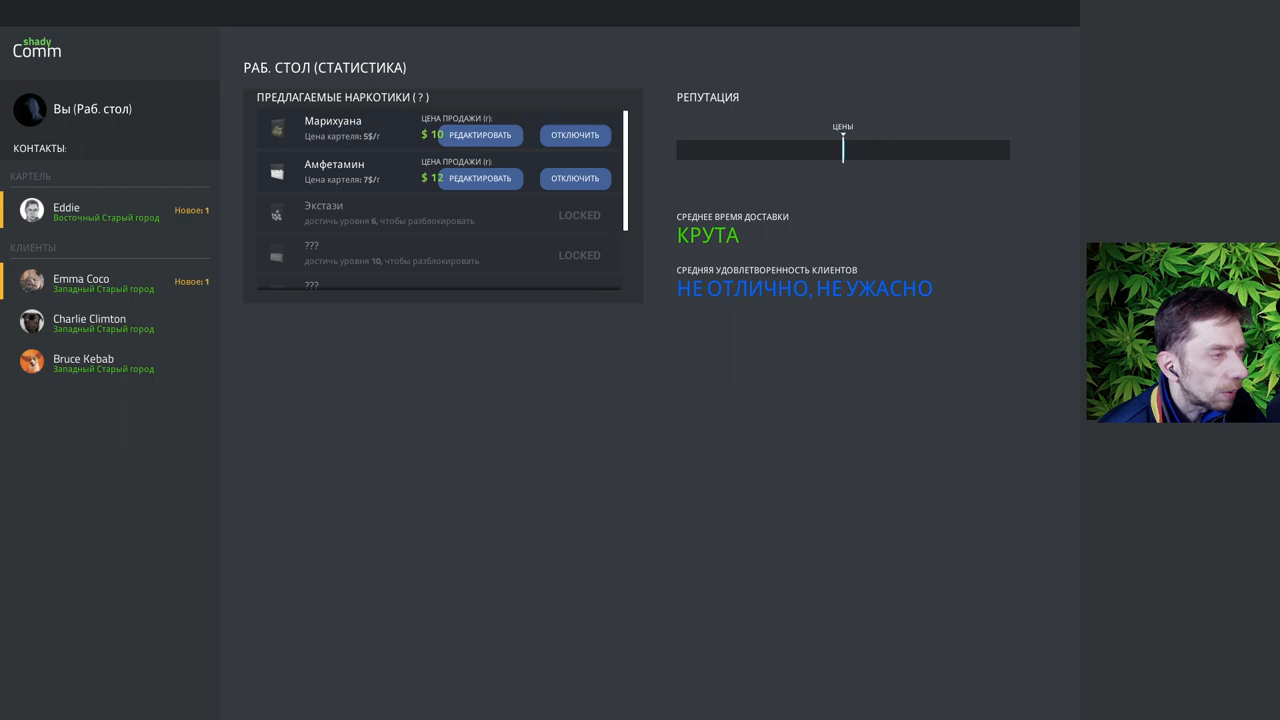 shady
Comm
Вы (Раб. стол)
КОНТАКТЫ:
КАРТЕЛЬ
Eddie
Восточный Старый город
Новое: 1
КЛИЕНТЫ
Emma Coco
Западный Старый город
Новое: 1
Charlie Climton
Западный Старый город
Bruce Kebab
Западный Старый город
РАБ. СТОЛ (СТАТИСТИКА)
ПРЕДЛАГАЕМЫЕ НАРКОТИКИ ( ? )
Марихуана
Цена картеля: 5$/г
ЦЕНА ПРОДАЖИ (г):
$ 10
РЕДАКТИРОВАТЬ
ОТКЛЮЧИТЬ
Амфетамин
Цена картеля: 7$/г
ЦЕНА ПРОДАЖИ (г):
$ 12
РЕДАКТИРОВАТЬ
ОТКЛЮЧИТЬ
Экстази
достичь уровня 6, чтобы разблокировать
LOCKED
???
достичь уровня 10, чтобы разблокировать
LOCKED
???
РЕПУТАЦИЯ
ЦЕНЫ
СРЕДНЕЕ ВРЕМЯ ДОСТАВКИ
КРУТА
СРЕДНЯЯ УДОВЛЕТВОРЕННОСТЬ КЛИЕНТОВ
НЕ ОТЛИЧНО, НЕ УЖАСНО